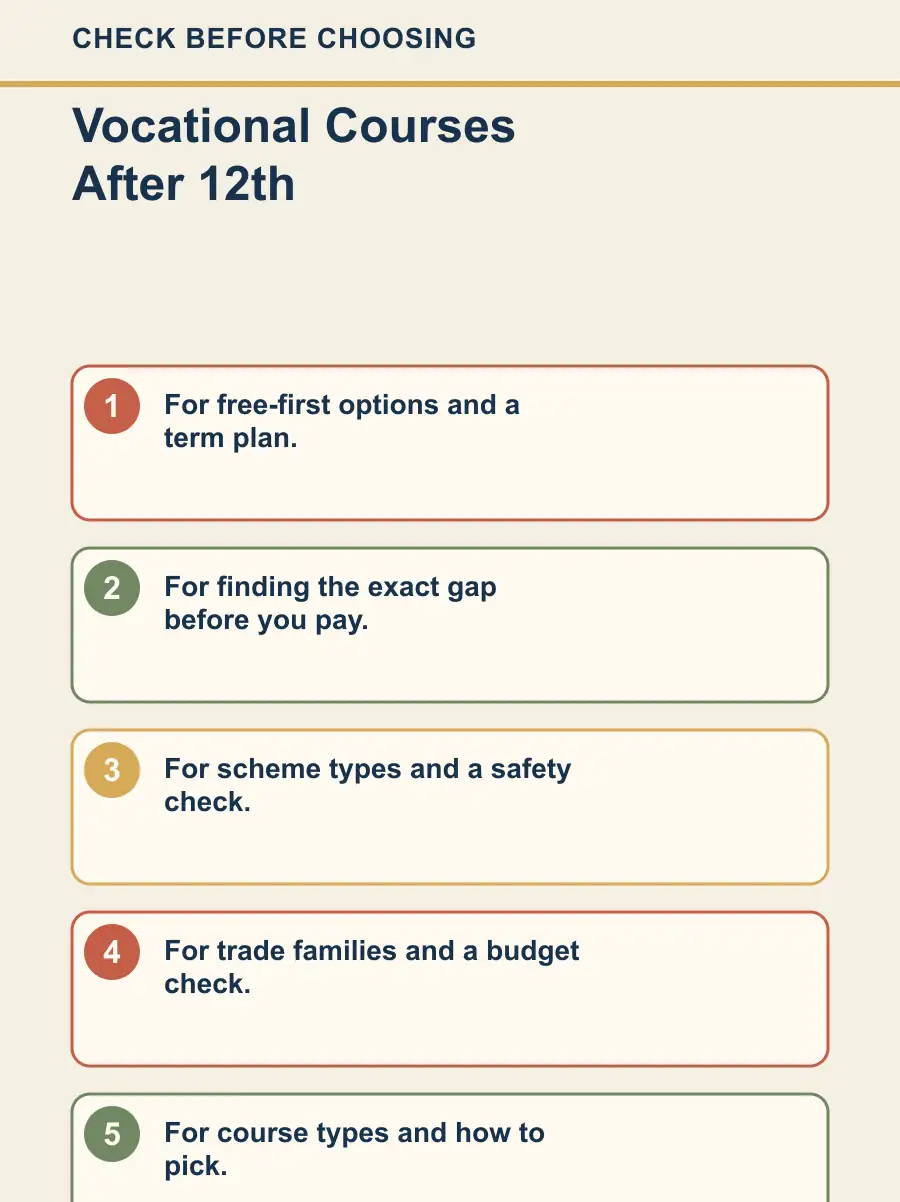 CHECK BEFORE CHOOSING
Vocational Courses
After 12th
1
For free-first options and a
term plan.
2
For finding the exact gap
before you pay.
3
For scheme types and a safety
check.
4
For trade families and a budget
check.
5
For course types and how to
pick.